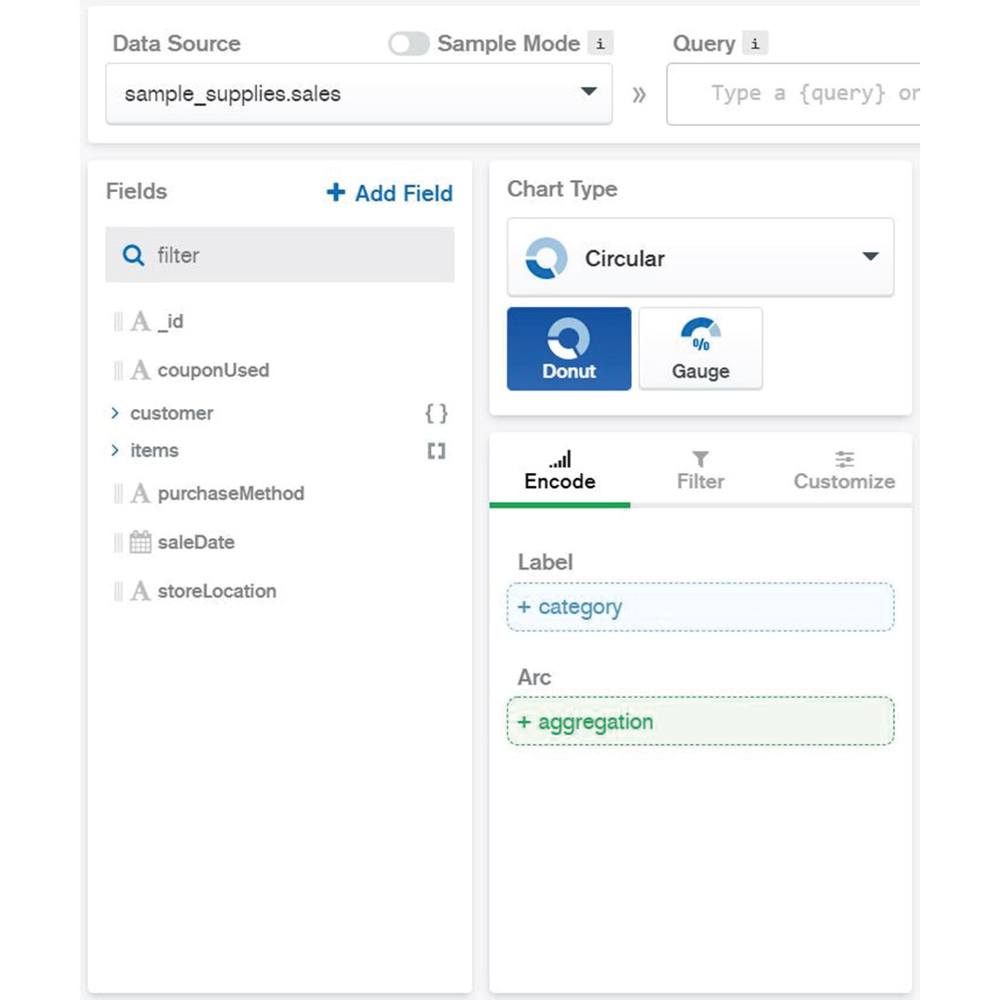 Data Source
Sample Mode i
Query i
sample_supplies.sales
»
Type a {query} or
Fields
+ Add Field
filter
A _id
A couponUsed
> customer { }
> items [ ]
A purchaseMethod
saleDate
A storeLocation
Chart Type
Circular
Donut
%
Gauge
Encode
Filter
Customize
Label
+ category
Arc
+ aggregation